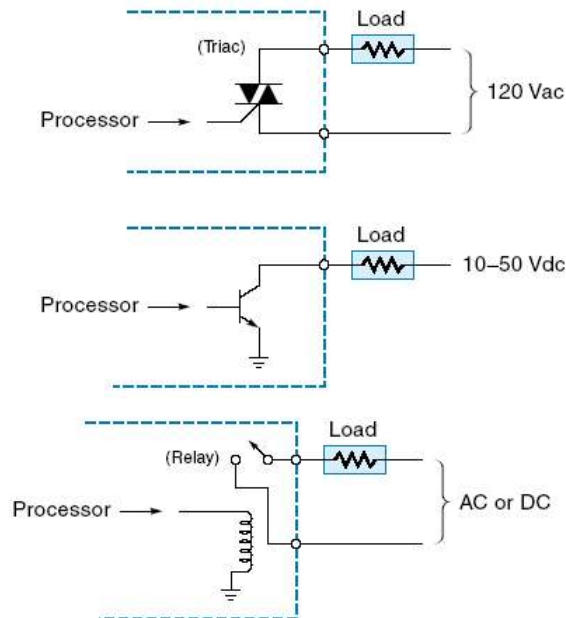 Load
(Triac)
120 Vac
Processor
Load
10–50 Vdc
Processor
Load
(Relay)
AC or DC
Processor